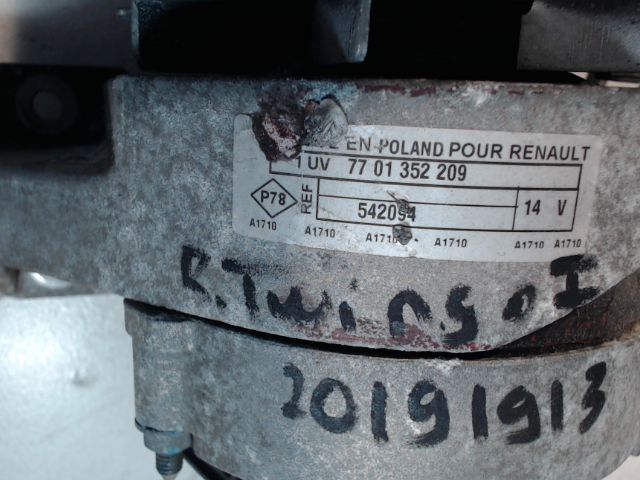 EN POLAND POUR RENAULT
1 UV 77 01 352 209
P78 REF 542094 14 V
A1710 A1710 A1710 A1710 A1710 A1710
R.Twingo I
20191913